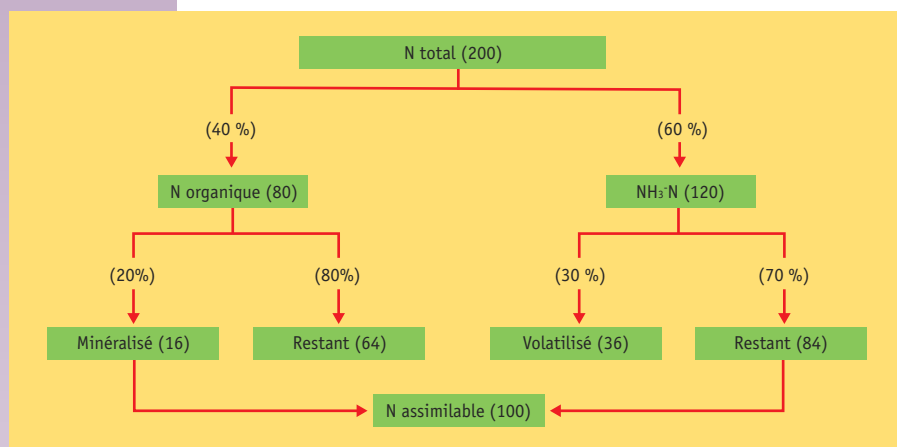 N total (200)
(40 %) (60 %)
N organique (80) NH₃⁻N (120)
(20%) (80%) (30 %) (70 %)
Minéralisé (16) Restant (64) Volatilisé (36) Restant (84)
N assimilable (100)